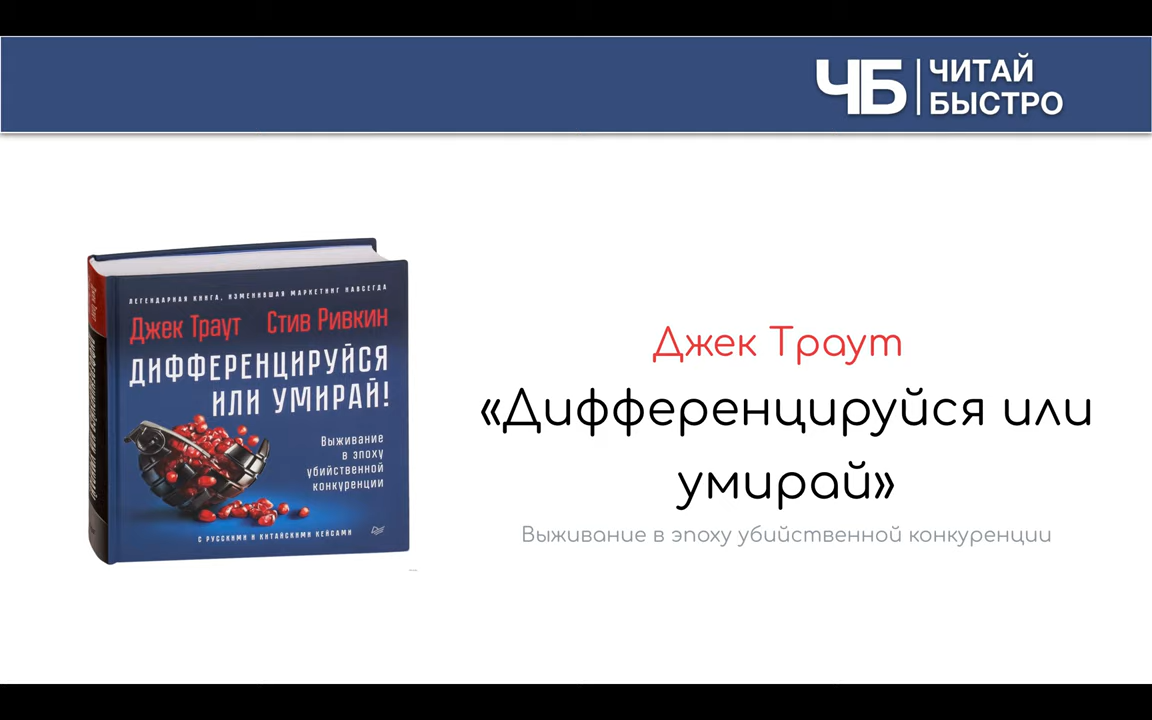 ЧБ
ЧИТАЙ
БЫСТРО
ЛЕГЕНДАРНАЯ КНИГА, ИЗМЕНИВШАЯ МАРКЕТИНГ НАВСЕГДА
Джек Траут Стив Ривкин
ДИФФЕРЕНЦИРУЙСЯ
ИЛИ УМИРАЙ!
Выживание
в эпоху
убийственной
конкуренции
С РУССКИМИ И КИТАЙСКИМИ КЕЙСАМИ
Джек Траут
«Дифференцируйся или
умирай»
Выживание в эпоху убийственной конкуренции